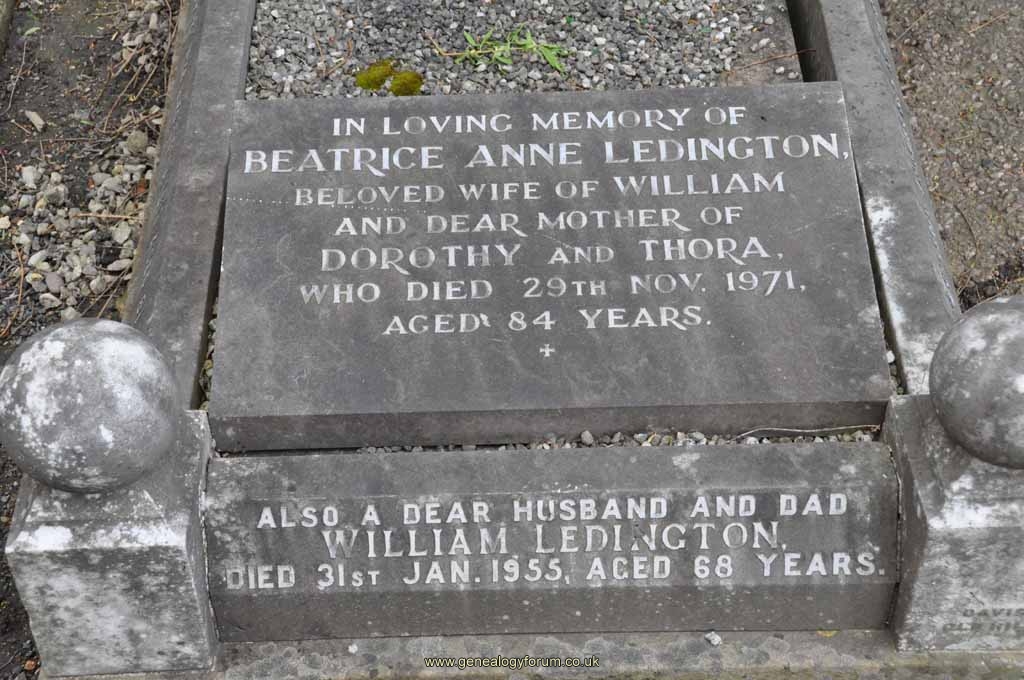 IN LOVING MEMORY OF
BEATRICE ANNE LEDINGTON,
BELOVED WIFE OF WILLIAM
AND DEAR MOTHER OF
DOROTHY AND THORA,
WHO DIED 29TH NOV. 1971,
AGED 84 YEARS.
ALSO A DEAR HUSBAND AND DAD
WILLIAM LEDINGTON,
DIED 31ST JAN. 1955, AGED 68 YEARS.
DAVIS
www.genealogyforum.co.uk